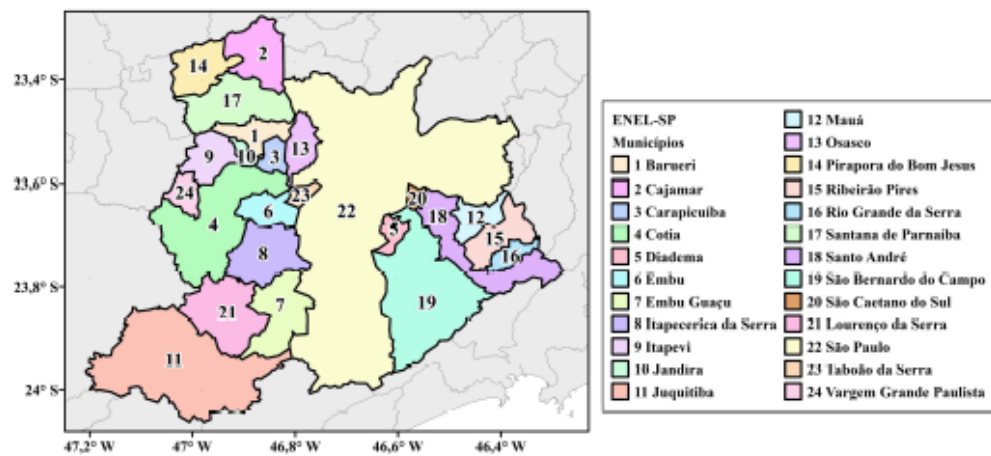 23,4° S
23,6° S
23,8° S
24° S
47,2° W
47° W
46,8° W
46,6° W
46,4° W
2
14
17
1
13
9
10
3
24
23
20
6
4
22
18
12
5
15
16
8
19
7
21
11
ENEL-SP
Municípios
1 Barueri
2 Cajamar
3 Carapicuíba
4 Cotia
5 Diadema
6 Embu
7 Embu Guaçu
8 Itapecerica da Serra
9 Itapevi
10 Jandira
11 Juquitiba
12 Mauá
13 Osasco
14 Pirapora do Bom Jesus
15 Ribeirão Pires
16 Rio Grande da Serra
17 Santana de Parnaíba
18 Santo André
19 São Bernardo do Campo
20 São Caetano do Sul
21 Lourenço da Serra
22 São Paulo
23 Taboão da Serra
24 Vargem Grande Paulista